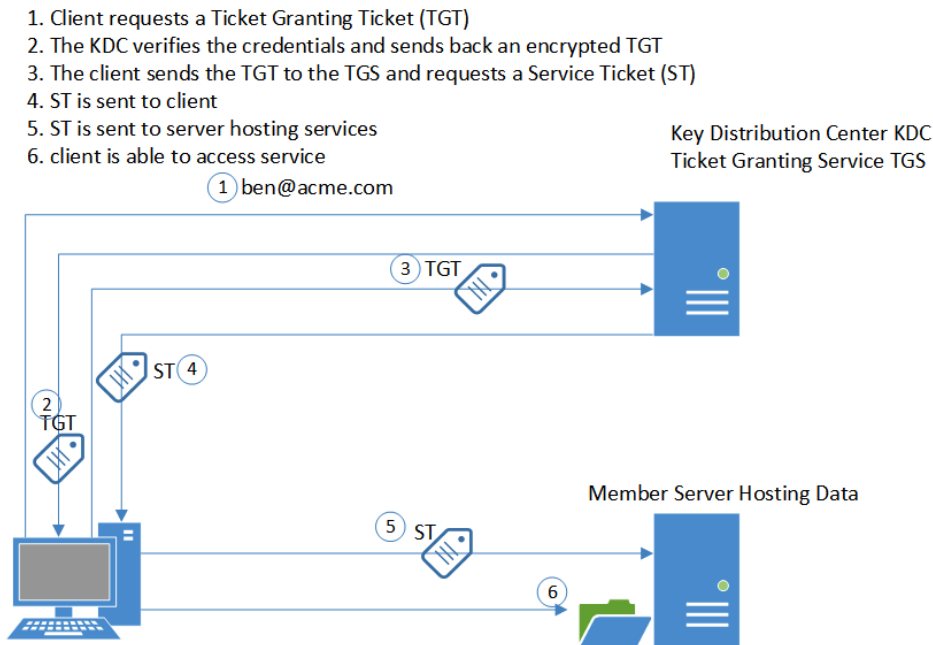 1. Client requests a Ticket Granting Ticket (TGT)
2. The KDC verifies the credentials and sends back an encrypted TGT
3. The client sends the TGT to the TGS and requests a Service Ticket (ST)
4. ST is sent to client
5. ST is sent to server hosting services
6. client is able to access service
Key Distribution Center KDC
Ticket Granting Service TGS
1 ben@acme.com
3 TGT
ST 4
2
TGT
Member Server Hosting Data
5 ST
6